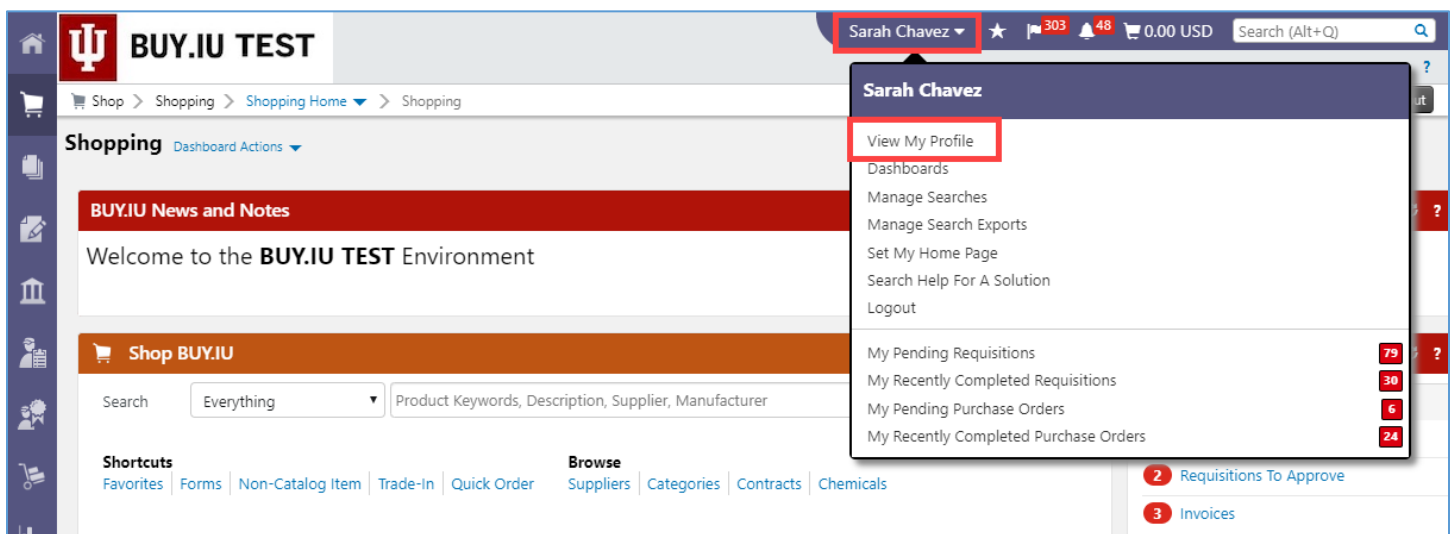 BUY.IU TEST
Sarah Chavez
303
48
0.00 USD
Search (Alt+Q)
?
Shop > Shopping > Shopping Home > Shopping
Sarah Chavez
ut
Shopping Dashboard Actions
View My Profile
Dashboards
Manage Searches
Manage Search Exports
Set My Home Page
Search Help For A Solution
Logout
My Pending Requisitions 79
My Recently Completed Requisitions 30
My Pending Purchase Orders 6
My Recently Completed Purchase Orders 24
BUY.IU News and Notes
?
Welcome to the BUY.IU TEST Environment
Shop BUY.IU
?
Search Everything Product Keywords, Description, Supplier, Manufacturer
Shortcuts
Favorites Forms Non-Catalog Item Trade-In Quick Order
Browse
Suppliers Categories Contracts Chemicals
2 Requisitions To Approve
3 Invoices